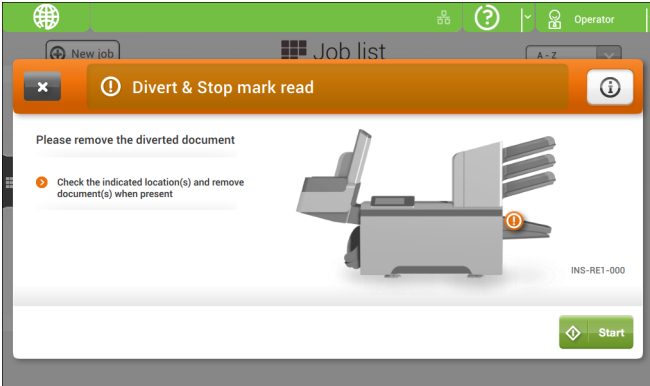 Operator
New job
Job list
A - Z
Divert & Stop mark read
Please remove the diverted document
Check the indicated location(s) and remove
document(s) when present
INS-RE1-000
Start